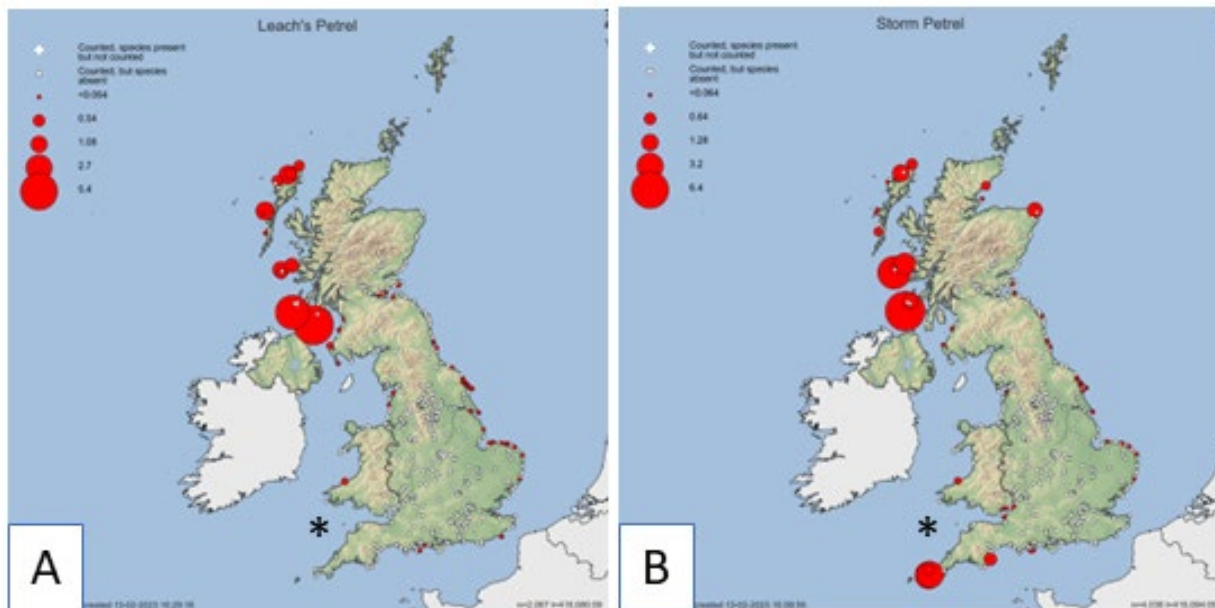 Leach's Petrel
Counted, species present
but not counted
Counted, but species
absent
<0.054
0.54
1.08
2.7
5.4
*
A
Storm Petrel
Counted, species present
but not counted
Counted, but species
absent
<0.064
0.64
1.28
3.2
6.4
*
B